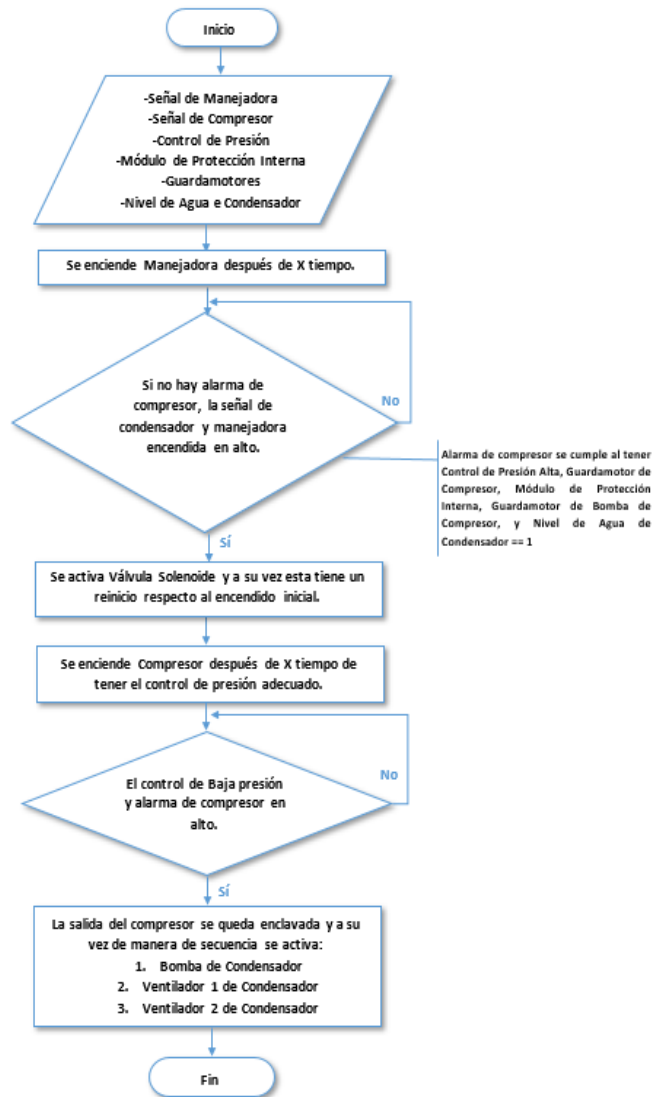 Inicio
-Señal de Manejadora
-Señal de Compresor
-Control de Presión
-Módulo de Protección Interna
-Guardamotores
-Nivel de Agua e Condensador
Se enciende Manejadora después de X tiempo.
Si no hay alarma de
compresor, la señal de
condensador y manejadora
encendida en alto.
No
Alarma de compresor se cumple al tener
Control de Presión Alta, Guardamotor de
Compresor, Módulo de Protección
Interna, Guardamotor de Bomba de
Compresor, y Nivel de Agua de
Condensador == 1
Sí
Se activa Válvula Solenoide y a su vez esta tiene un
reinicio respecto al encendido inicial.
Se enciende Compresor después de X tiempo de
tener el control de presión adecuado.
El control de Baja presión
y alarma de compresor en
alto.
No
Sí
La salida del compresor se queda enclavada y a su
vez de manera de secuencia se activa:
1. Bomba de Condensador
2. Ventilador 1 de Condensador
3. Ventilador 2 de Condensador
Fin